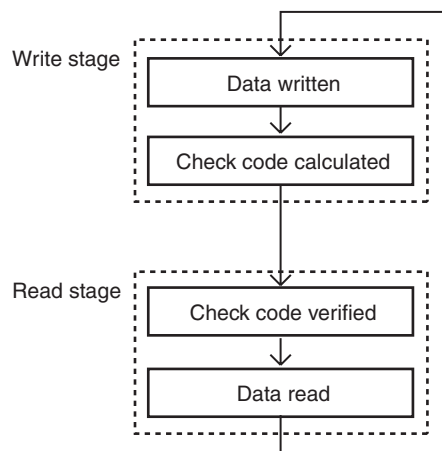 Write stage
Data written
Check code calculated
Read stage
Check code verified
Data read